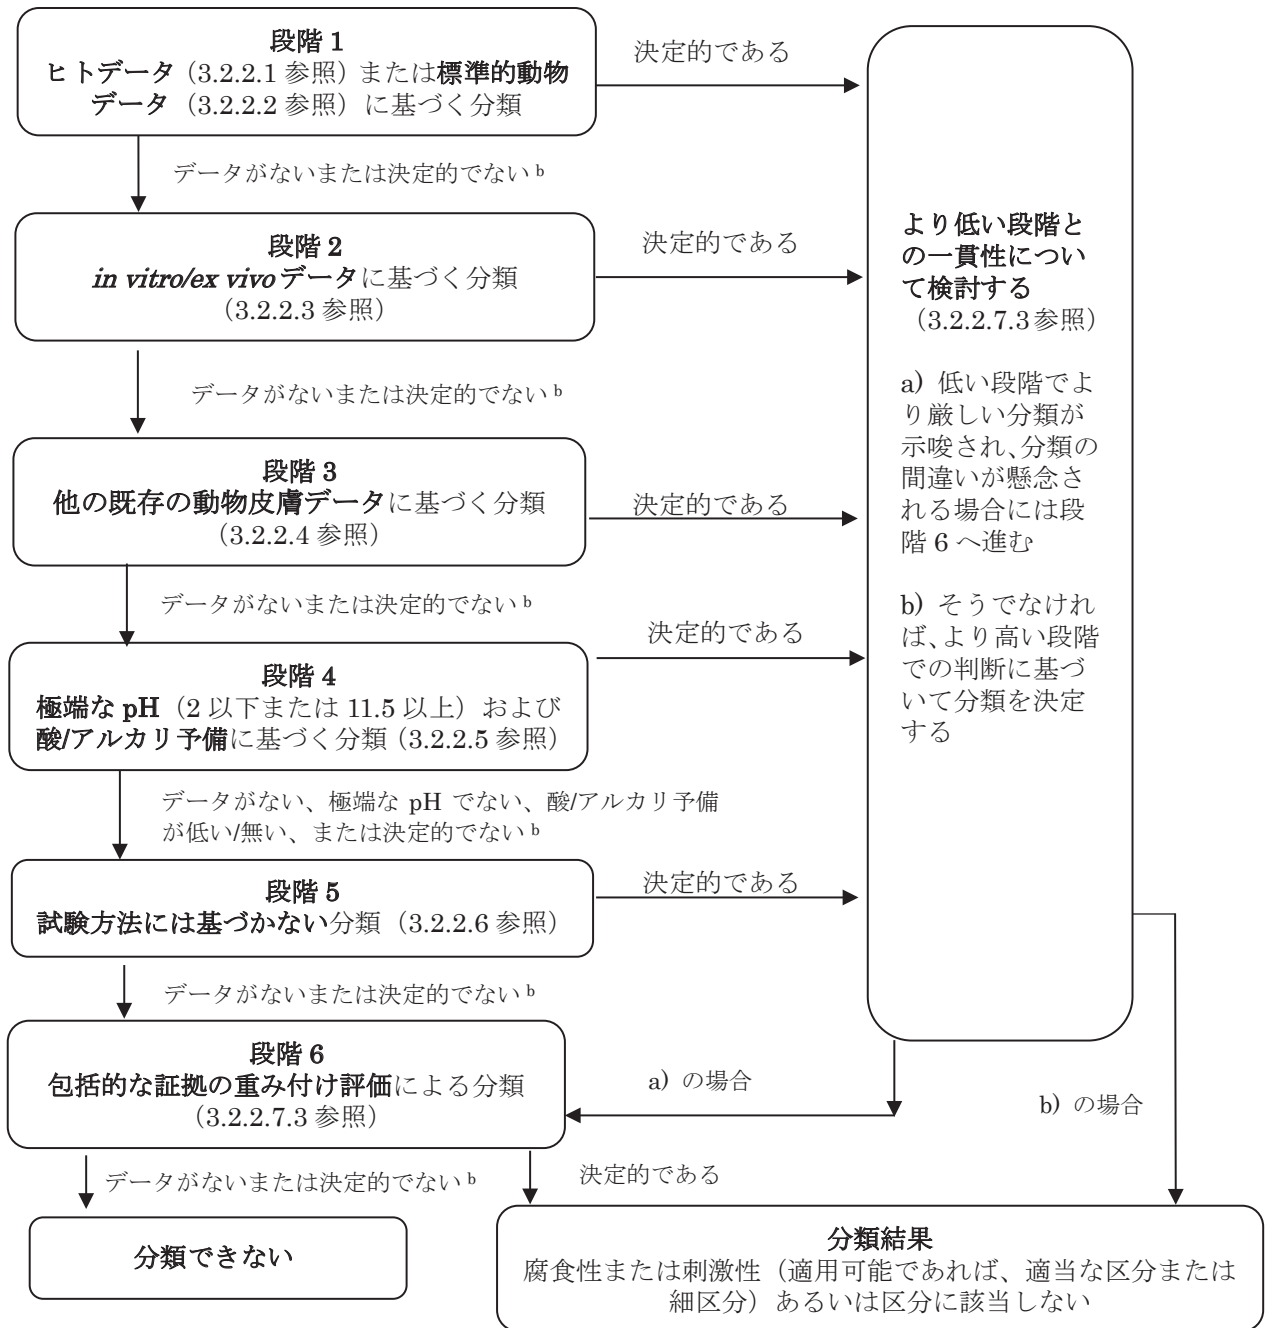 段階 1
ヒトデータ（3.2.2.1 参照）または標準的動物
データ（3.2.2.2 参照）に基づく分類
決定的である
データがないまたは決定的でない b
段階 2
in vitro/ex vivo データに基づく分類
（3.2.2.3 参照）
決定的である
データがないまたは決定的でない b
段階 3
他の既存の動物皮膚データに基づく分類
（3.2.2.4 参照）
決定的である
データがないまたは決定的でない b
段階 4
極端な pH（2 以下または 11.5 以上）および
酸/アルカリ予備に基づく分類（3.2.2.5 参照）
決定的である
データがない、極端な pH でない、酸/アルカリ予備
が低い/無い、または決定的でない b
段階 5
試験方法には基づかない分類（3.2.2.6 参照）
決定的である
データがないまたは決定的でない b
段階 6
包括的な証拠の重み付け評価による分類
（3.2.2.7.3 参照）
より低い段階と
の一貫性につい
て検討する
（3.2.2.7.3 参照）
a) 低い段階でよ
り厳しい分類が
示唆され、分類の
間違いが懸念さ
れる場合には段
階 6 へ進む
b) そうでなけれ
ば、より高い段階
での判断に基づ
いて分類を決定
する
a) の場合
b) の場合
データがないまたは決定的でない b
決定的である
分類できない
分類結果
腐食性または刺激性（適用可能であれば、適当な区分または
細区分）あるいは区分に該当しない